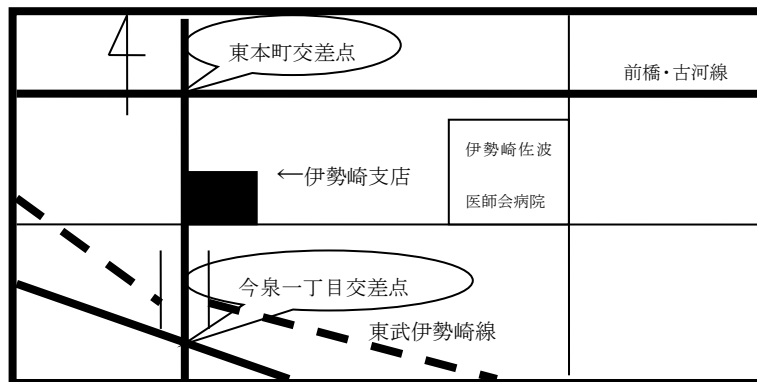 東本町交差点
前橋・古河線
伊勢崎佐波
医師会病院
←伊勢崎支店
今泉一丁目交差点
東武伊勢崎線